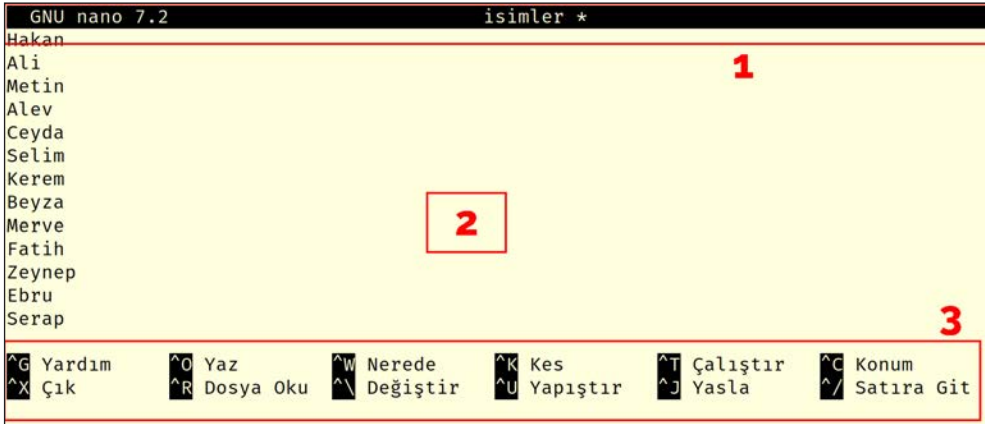 GNU nano 7.2 isimler *
Hakan
1
Ali
Metin
Alev
Ceyda
Selim
Kerem
Beyza
2
Merve
Fatih
Zeynep
Ebru
Serap
3
^G Yardım ^O Yaz ^W Nerede ^K Kes ^T Çalıştır ^C Konum
^X Çık ^R Dosya Oku ^\ Değiştir ^U Yapıştır ^J Yasla ^/ Satıra Git